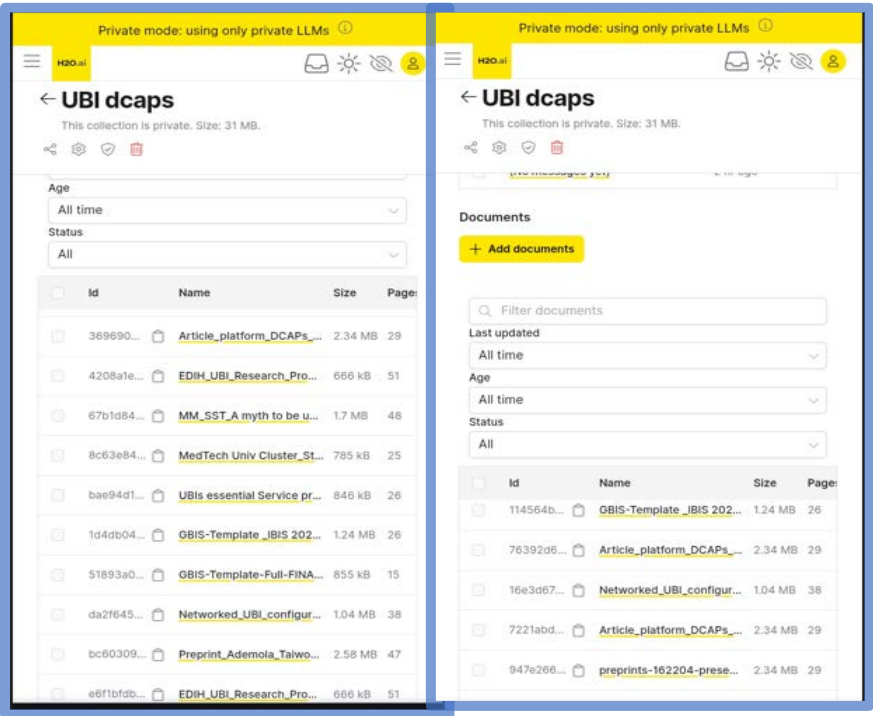 Private mode: using only private LLMs
H2O.ai
UBI dcaps
This collection is private. Size: 31 MB.
Age
All time
Status
All
Id Name Size Pages
369690... Article_platform_DCAPs_... 2.34 MB 29
4208a1e... EDIH_UBI_Research_Pro... 666 kB 51
67b1d84... MM_SST_A myth to be u... 1.7 MB 48
8c63e84... MedTech Univ Cluster_St... 785 kB 25
bae94d1... UBIs essential Service pr... 846 kB 26
1d4db04... GBIS-Template _IBIS 202... 1.24 MB 26
51893a0... GBIS-Template-Full-FINA... 855 kB 15
da2f645... Networked_UBI_configur... 1.04 MB 38
bc60309... Preprint_Ademola_Taiwo... 2.58 MB 47
e6f1bfdb... EDIH_UBI_Research_Pro... 666 kB 51
Private mode: using only private LLMs
H2O.ai
UBI dcaps
This collection is private. Size: 31 MB.
(No messages yet)
Documents
+ Add documents
Filter documents
Last updated
All time
Age
All time
Status
All
Id Name Size Pages
114564b... GBIS-Template _IBIS 202... 1.24 MB 26
76392d6... Article_platform_DCAPs_... 2.34 MB 29
16e3d67... Networked_UBI_configur... 1.04 MB 38
7221abd... Article_platform_DCAPs_... 2.34 MB 29
947e266... preprints-162204-prese... 2.34 MB 29